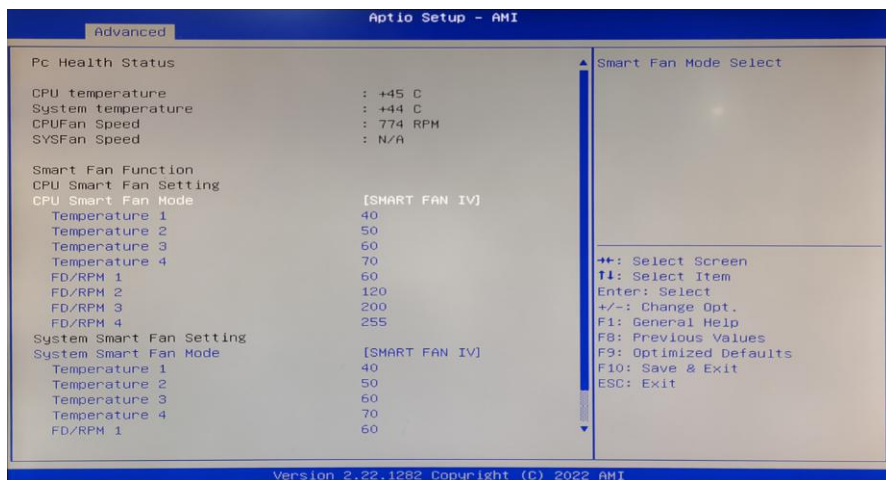 Aptio Setup - AMI
Advanced
Pc Health Status
CPU temperature : +45 C
System temperature : +44 C
CPUFan Speed : 774 RPM
SYSFan Speed : N/A
Smart Fan Function
CPU Smart Fan Setting
CPU Smart Fan Mode [SMART FAN IV]
Temperature 1 40
Temperature 2 50
Temperature 3 60
Temperature 4 70
FD/RPM 1 60
FD/RPM 2 120
FD/RPM 3 200
FD/RPM 4 255
System Smart Fan Setting
System Smart Fan Mode [SMART FAN IV]
Temperature 1 40
Temperature 2 50
Temperature 3 60
Temperature 4 70
FD/RPM 1 60
Smart Fan Mode Select
→←: Select Screen
↑↓: Select Item
Enter: Select
+/-: Change Opt.
F1: General Help
F8: Previous Values
F9: Optimized Defaults
F10: Save & Exit
ESC: Exit
Version 2.22.1282 Copyright (C) 2022 AMI